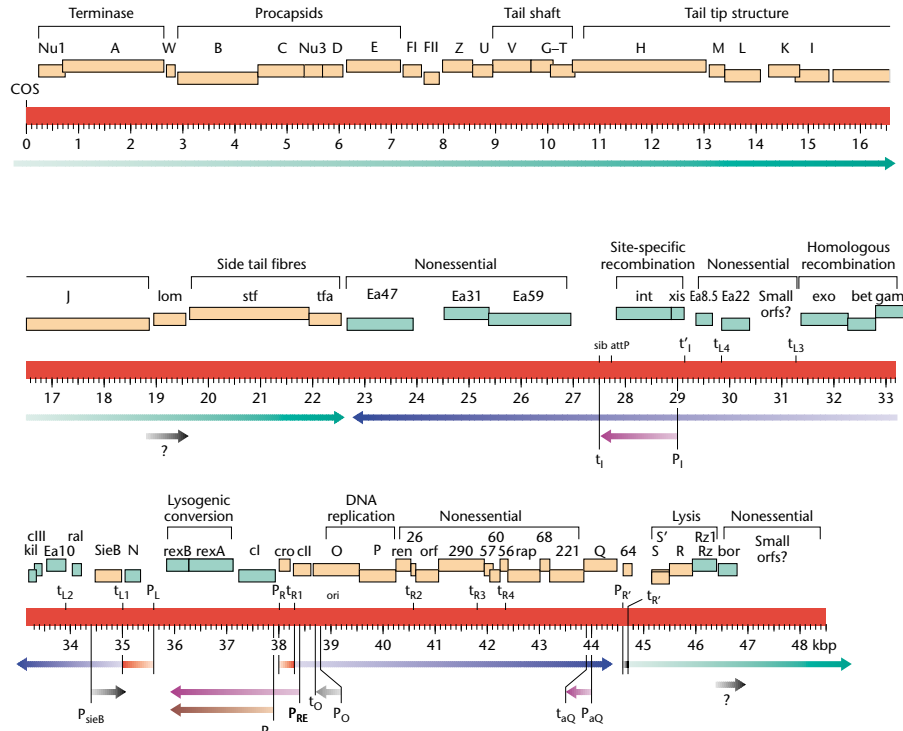 Terminase Procapsids Tail shaft Tail tip structure
Nu1 A W B C Nu3 D E FI FII Z U V G–T H M L K I
COS
0 1 2 3 4 5 6 7 8 9 10 11 12 13 14 15 16
Site-specific recombination Homologous recombination
Side tail fibres Nonessential Nonessential
J lom stf tfa Ea47 Ea31 Ea59 int xis Ea8.5 Ea22 Small orfs? exo bet gam
sib attP t'I tL4 tL3
17 18 19 20 21 22 23 24 25 26 27 28 29 30 31 32 33
?
tI PI
Lysogenic conversion DNA replication Nonessential Lysis Nonessential
cIII kil Ea10 ral SieB N rexB rexA cI cro cII O P ren 26 orf 290 57 60 56 rap 68 221 Q 64 S' S R Rz1 Rz bor Small orfs?
tL2 tL1 PL PR tR1 ori tR2 tR3 tR4 PR' tR'
34 35 36 37 38 39 40 41 42 43 44 45 46 47 48 kbp
PsieB PRE tO PO taQ PaQ ?